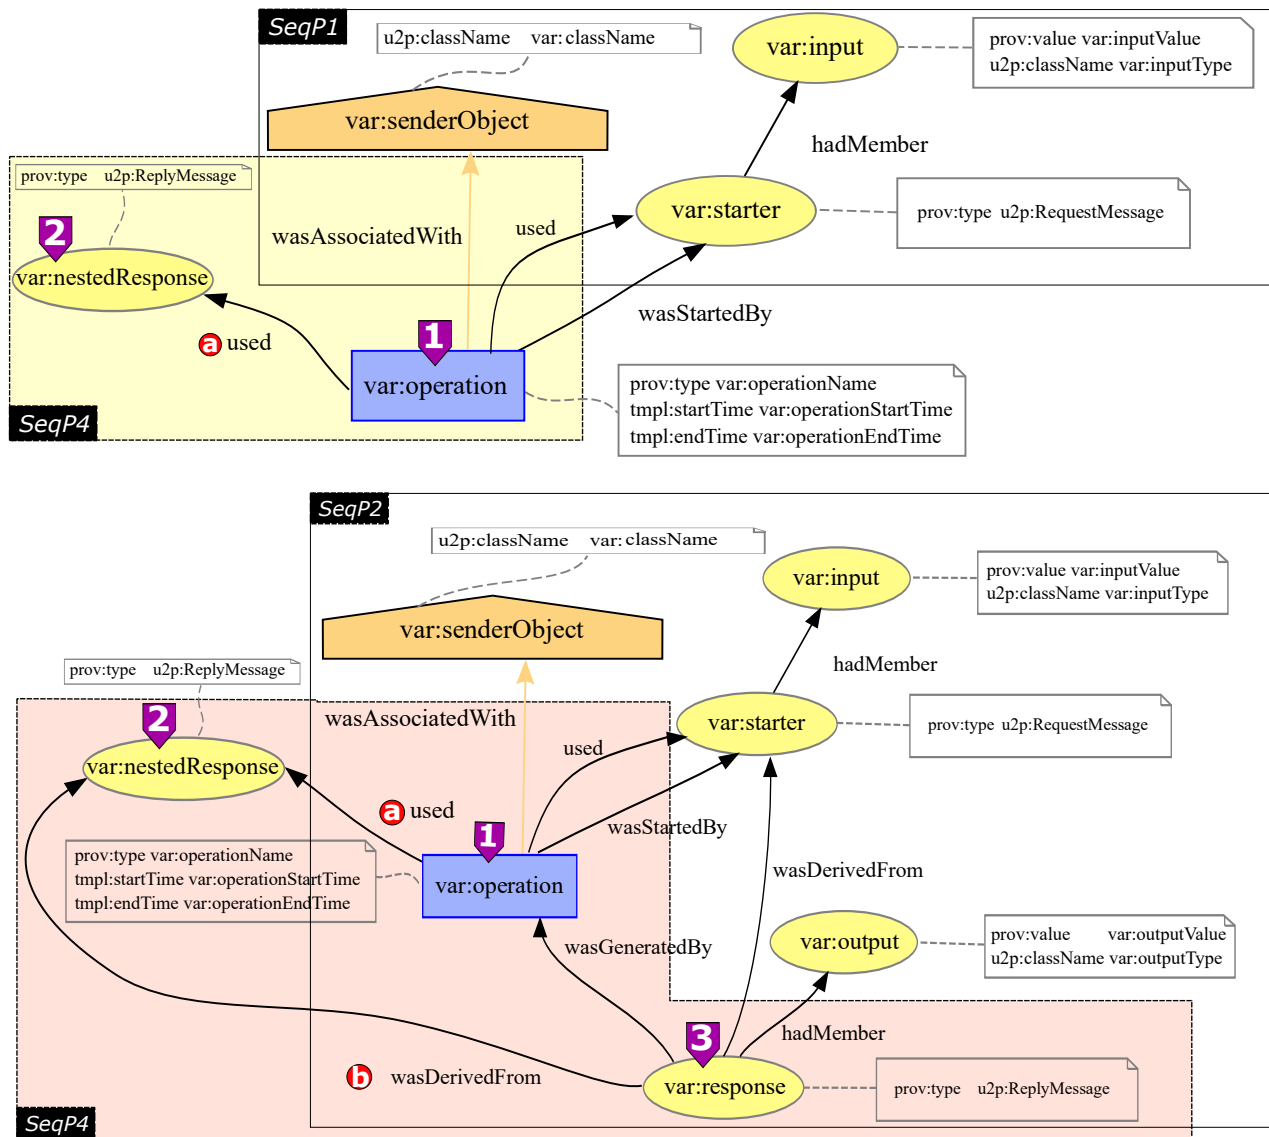 SeqP1
u2p:className var:className
var:input
prov:value var:inputValue
u2p:className var:inputType
var:senderObject
hadMember
prov:type u2p:ReplyMessage
var:starter
prov:type u2p:RequestMessage
2
wasAssociatedWith
used
var:nestedResponse
wasStartedBy
1
a used
var:operation
prov:type var:operationName
tmpl:startTime var:operationStartTime
tmpl:endTime var:operationEndTime
SeqP4
SeqP2
u2p:className var:className
var:input
prov:value var:inputValue
u2p:className var:inputType
var:senderObject
hadMember
prov:type u2p:ReplyMessage
2
wasAssociatedWith
var:starter
prov:type u2p:RequestMessage
used
var:nestedResponse
a used
wasStartedBy
1
prov:type var:operationName
tmpl:startTime var:operationStartTime
tmpl:endTime var:operationEndTime
var:operation
wasDerivedFrom
wasGeneratedBy
var:output
prov:value var:outputValue
u2p:className var:outputType
3
hadMember
b wasDerivedFrom
var:response
prov:type u2p:ReplyMessage
SeqP4